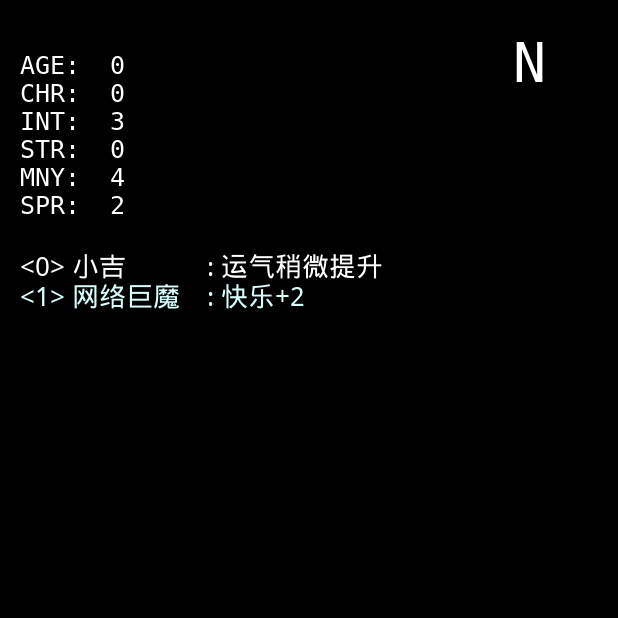 N
AGE: 0
CHR: 0
INT: 3
STR: 0
MNY: 4
SPR: 2
<0> 小吉 : 运气稍微提升
<1> 网络巨魔 : 快乐+2